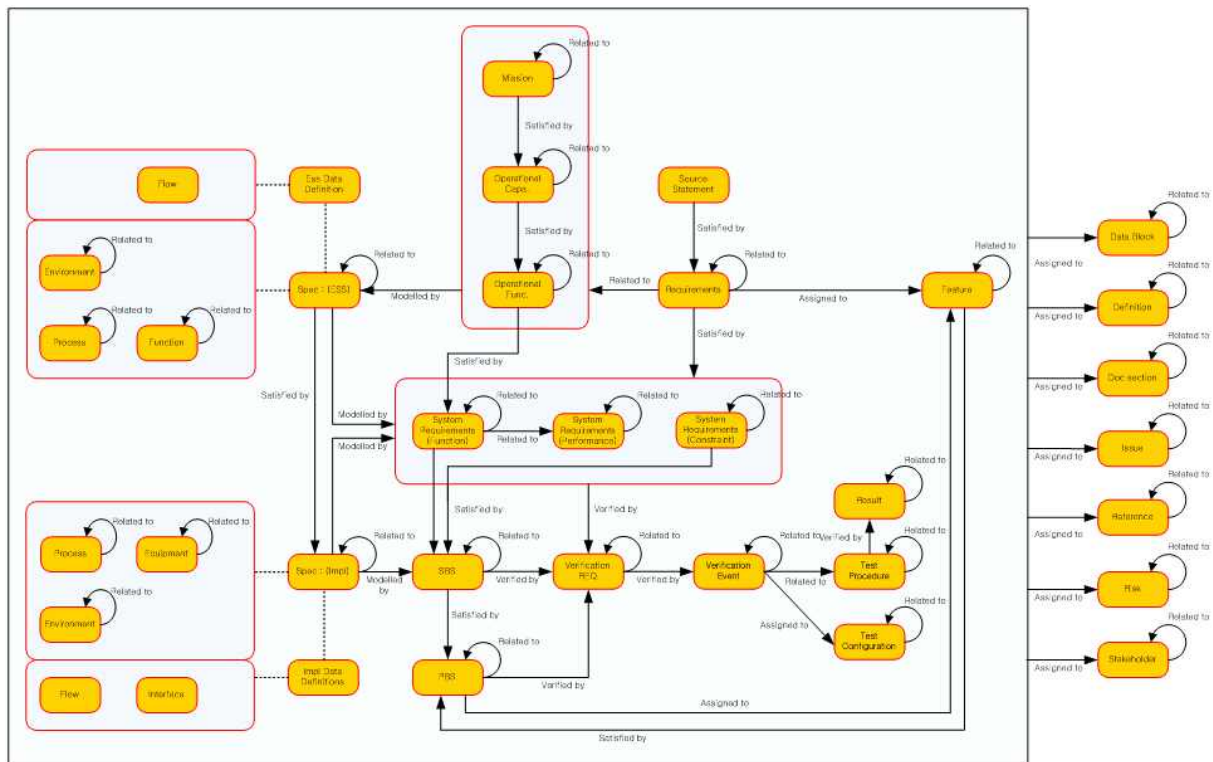 Related to
Mission
Satisfied by
Related to
Operational
Caps.
Satisfied by
Related to
Operational
Func.
Source
Statement
Satisfied by
Related to
Requirements
Related to
Assigned to
Related to
Feature
Satisfied by
Flow
Ess Data
Definition
Related to
Environment
Related to
Process
Related to
Function
Related to
Spec : (ESS)
Modelled by
Satisfied by
Satisfied by
Modelled by
Modelled by
Related to
System
Requirements
(Function)
Related to
Related to
System
Requirements
(Performance)
Related to
System
Requirements
(Constraint)
Satisfied by
Verified by
Related to
Process
Related to
Equipment
Related to
Environment
Related to
Spec : (Impl)
Modelled
by
Related to
SBS
Verified by
Related to
Verification
REQ.
Verified by
Related to
Verification
Event
Related to
Assigned to
Related to
Result
Verified by
Related to
Test
Procedure
Related to
Test
Configuration
Satisfied by
Flow
Interface
Impl Data
Definitions
Related to
PBS
Verified by
Assigned to
Satisfied by
Related to
Data Block
Assigned to
Related to
Definition
Assigned to
Related to
Doc section
Assigned to
Related to
Issue
Assigned to
Related to
Reference
Assigned to
Related to
Risk
Assigned to
Related to
Stakeholder
Assigned to